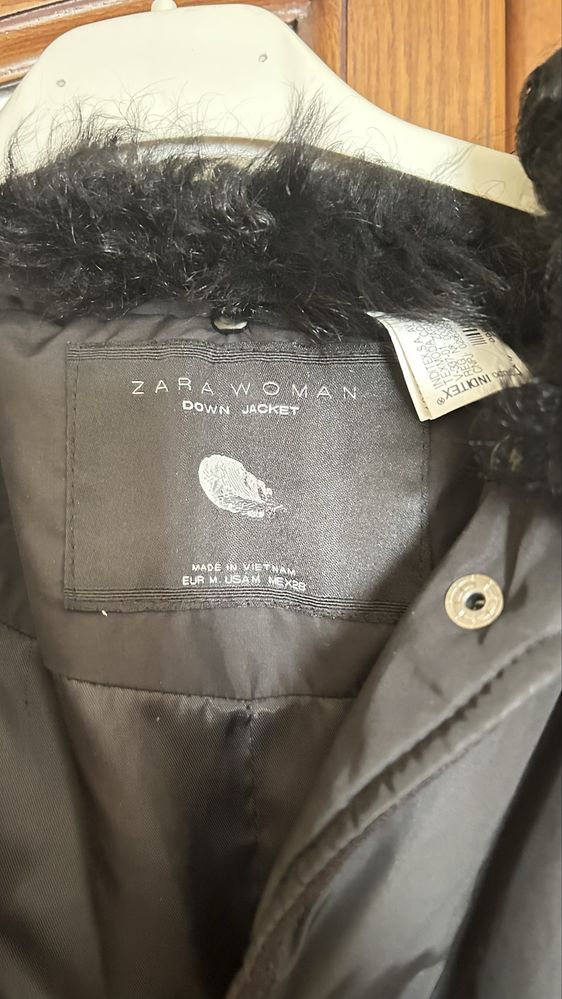 ZARA WOMAN
DOWN JACKET
MADE IN VIETNAM
EUR M USA M MEX 28
INDITEX®